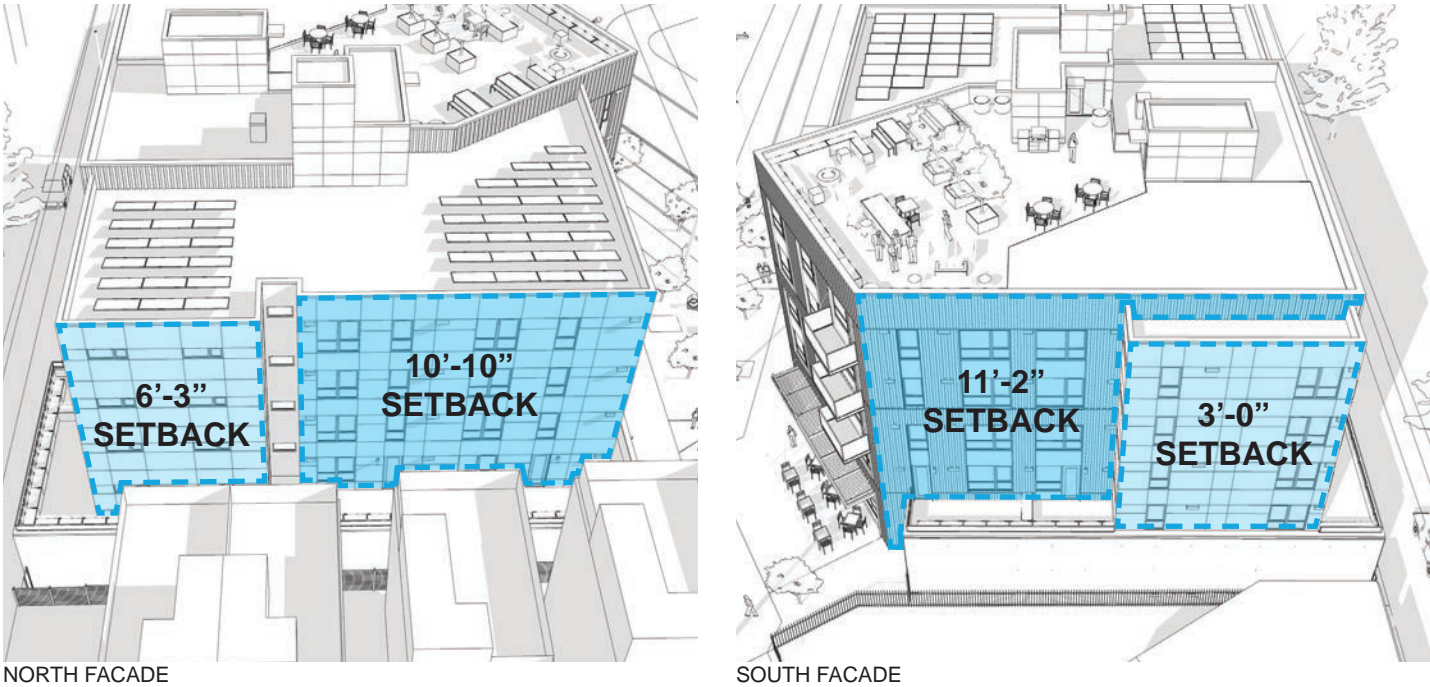 6’-3”
SETBACK
10’-10”
SETBACK
NORTH FACADE
11’-2”
SETBACK
3’-0”
SETBACK
SOUTH FACADE